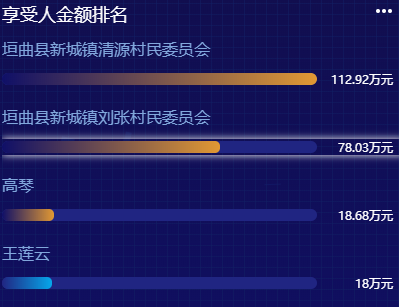 享受人金额排名
垣曲县新城镇清源村民委员会
112.92万元
垣曲县新城镇刘张村民委员会
78.03万元
高琴
18.68万元
王莲云
18万元